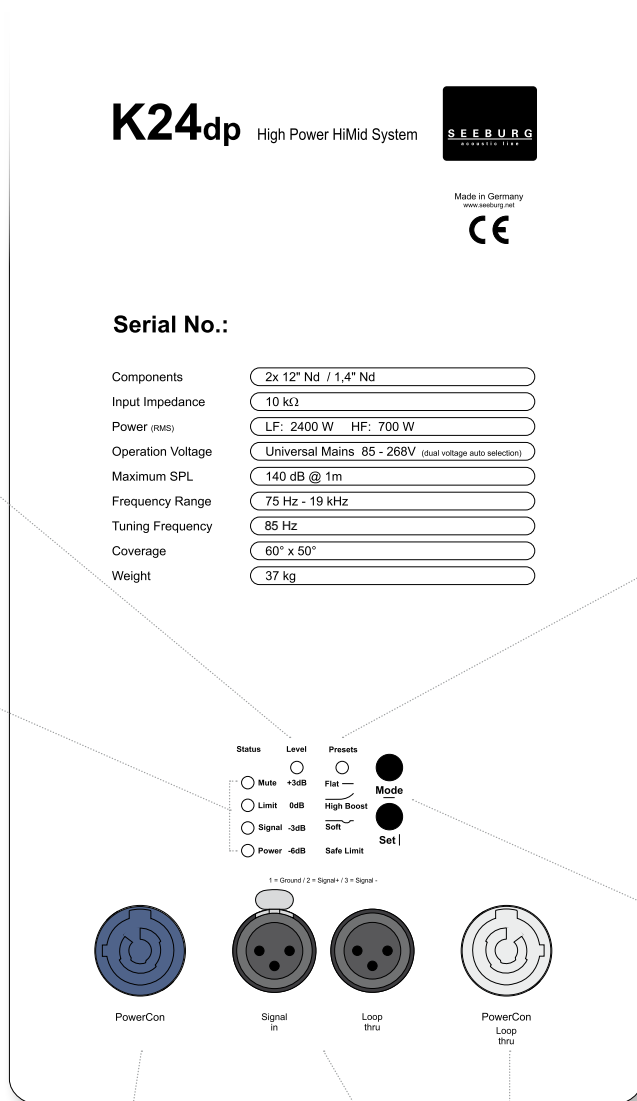 K24dp High Power HiMid System
SEEBURG
acoustic line
Made in Germany
www.seeburg.net
CE
Serial No.:
Components 2x 12" Nd / 1,4" Nd
Input Impedance 10 kΩ
Power (RMS) LF: 2400 W HF: 700 W
Operation Voltage Universal Mains 85 - 268V (dual voltage auto selection)
Maximum SPL 140 dB @ 1m
Frequency Range 75 Hz - 19 kHz
Tuning Frequency 85 Hz
Coverage 60° x 50°
Weight 37 kg
Status Level Presets
Mute +3dB Flat
Mode
Limit 0dB High Boost
Signal -3dB Soft
Set
Power -6dB Safe Limit
1 = Ground / 2 = Signal+ / 3 = Signal -
PowerCon Signal in Loop thru PowerCon Loop thru